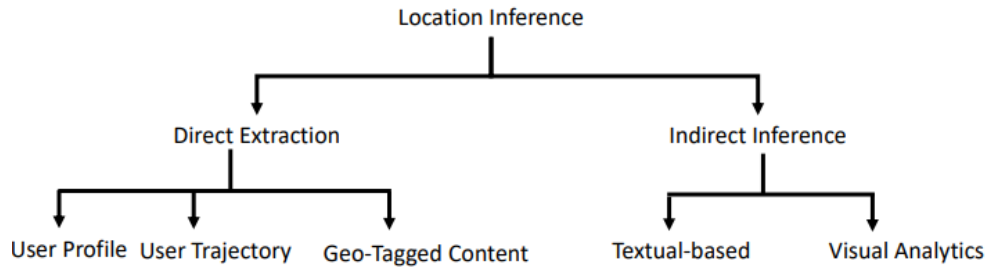 Location Inference
Direct Extraction
Indirect Inference
User Profile
User Trajectory
Geo-Tagged Content
Textual-based
Visual Analytics